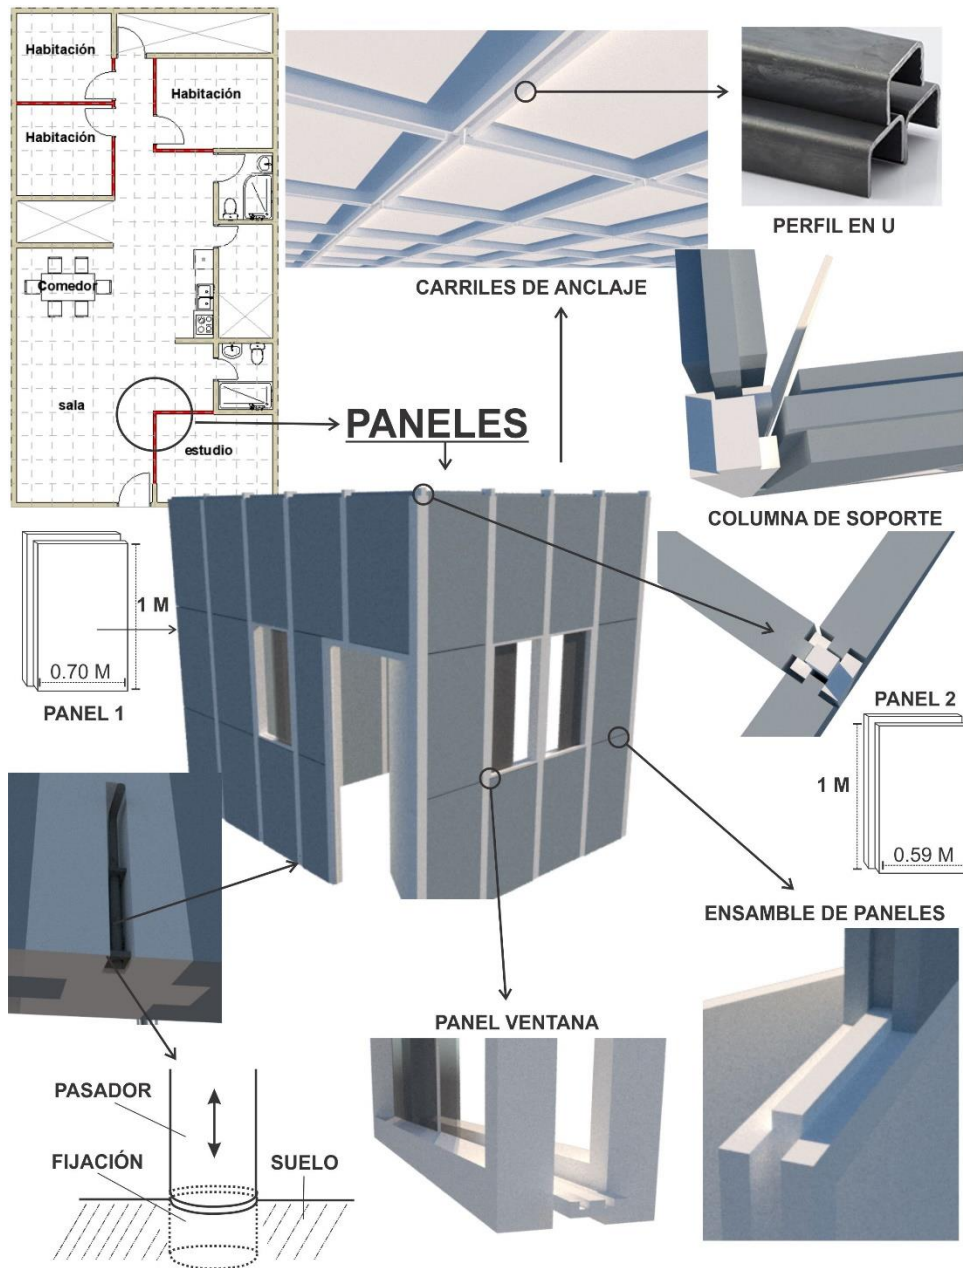 Habitación
Habitación
Habitación
Comedor
sala
estudio
PERFIL EN U
CARRILES DE ANCLAJE
PANELES
COLUMNA DE SOPORTE
1 M
0.70 M
PANEL 1
PANEL 2
1 M
0.59 M
ENSAMBLE DE PANELES
PANEL VENTANA
PASADOR
FIJACIÓN
SUELO